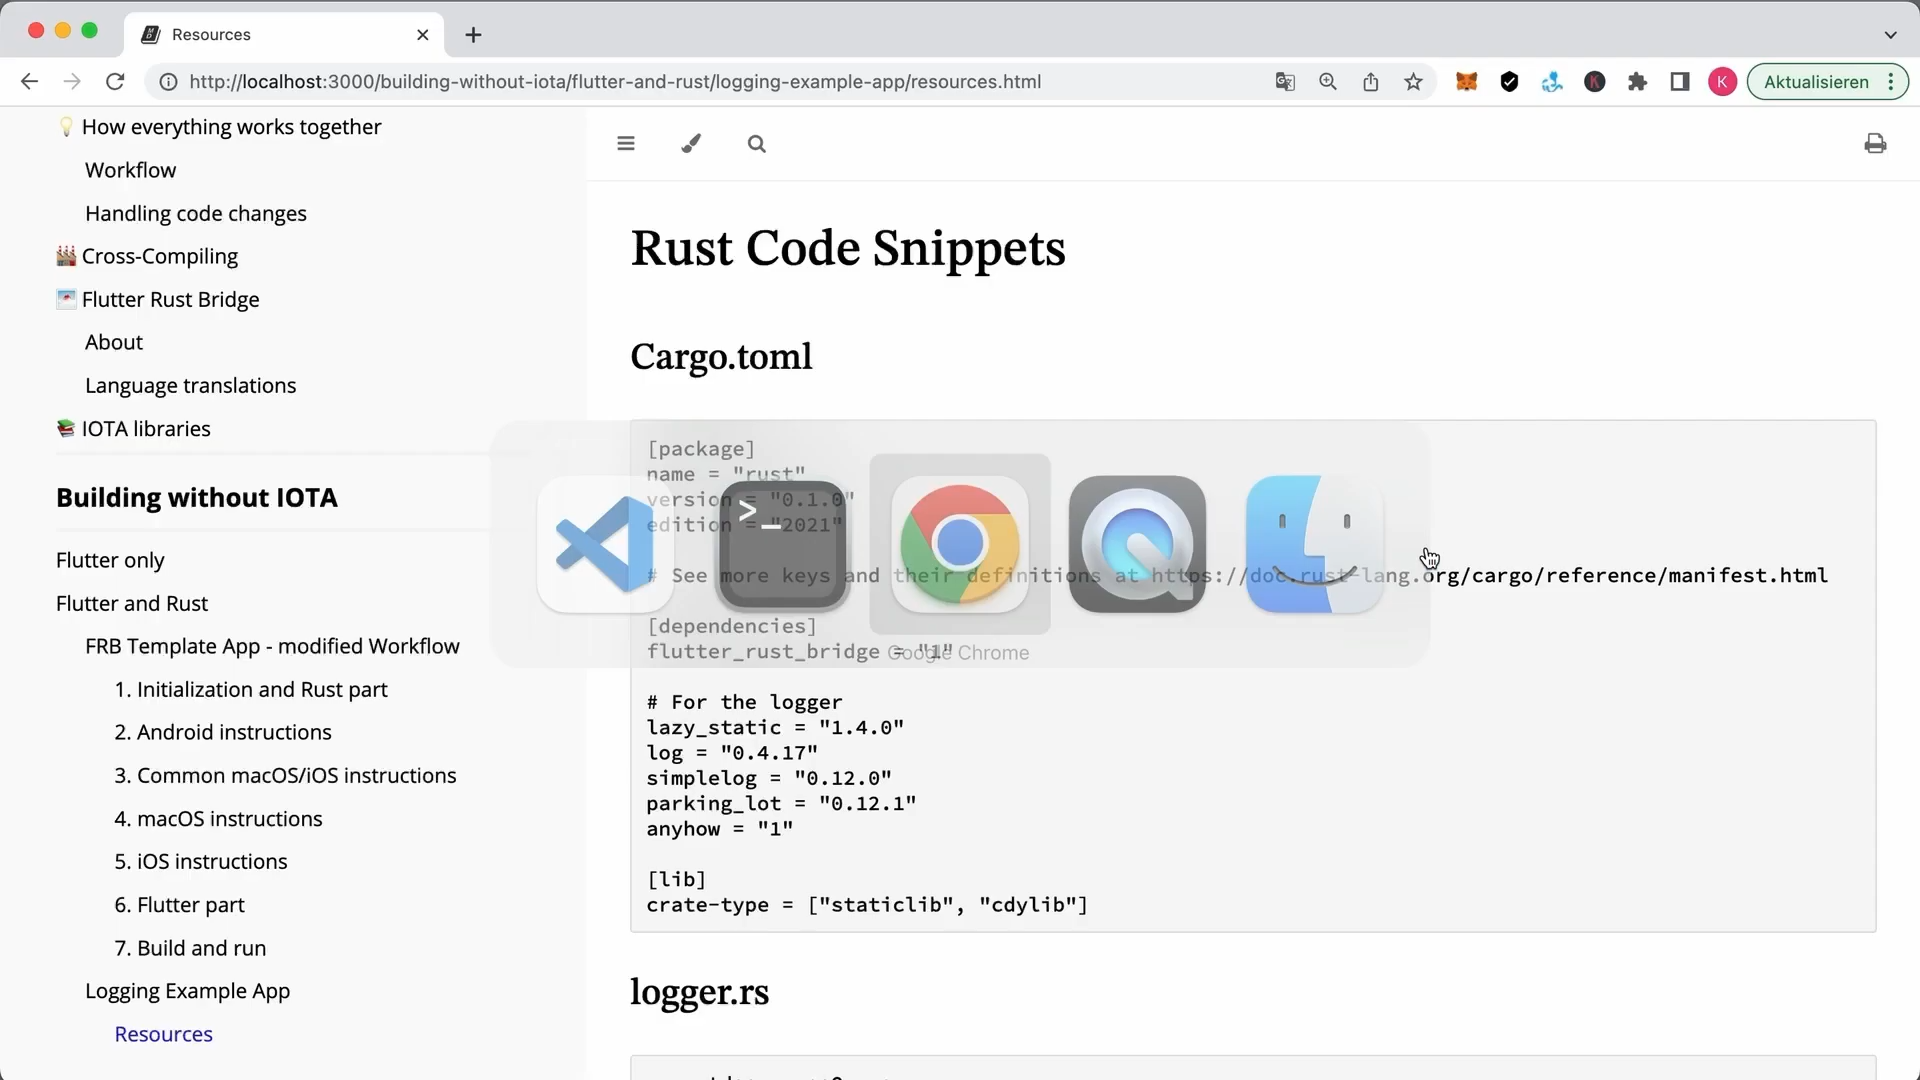 Resources
http://localhost:3000/building-without-iota/flutter-and-rust/logging-example-app/resources.html
K
Aktualisieren
💡 How everything works together
Workflow
Handling code changes
Cross-Compiling
Flutter Rust Bridge
About
Language translations
IOTA libraries
Building without IOTA
Flutter only
Flutter and Rust
FRB Template App - modified Workflow
1. Initialization and Rust part
2. Android instructions
3. Common macOS/iOS instructions
4. macOS instructions
5. iOS instructions
6. Flutter part
7. Build and run
Logging Example App
Resources
Rust Code Snippets
Cargo.toml
[package]
name = "rust"
version = "0.1.0"
edition = "2021"
# See more keys and their definitions at https://doc.rust-lang.org/cargo/reference/manifest.html
[dependencies]
flutter_rust_bridge = "1"
Google Chrome
# For the logger
lazy_static = "1.4.0"
log = "0.4.17"
simplelog = "0.12.0"
parking_lot = "0.12.1"
anyhow = "1"
[lib]
crate-type = ["staticlib", "cdylib"]
logger.rs